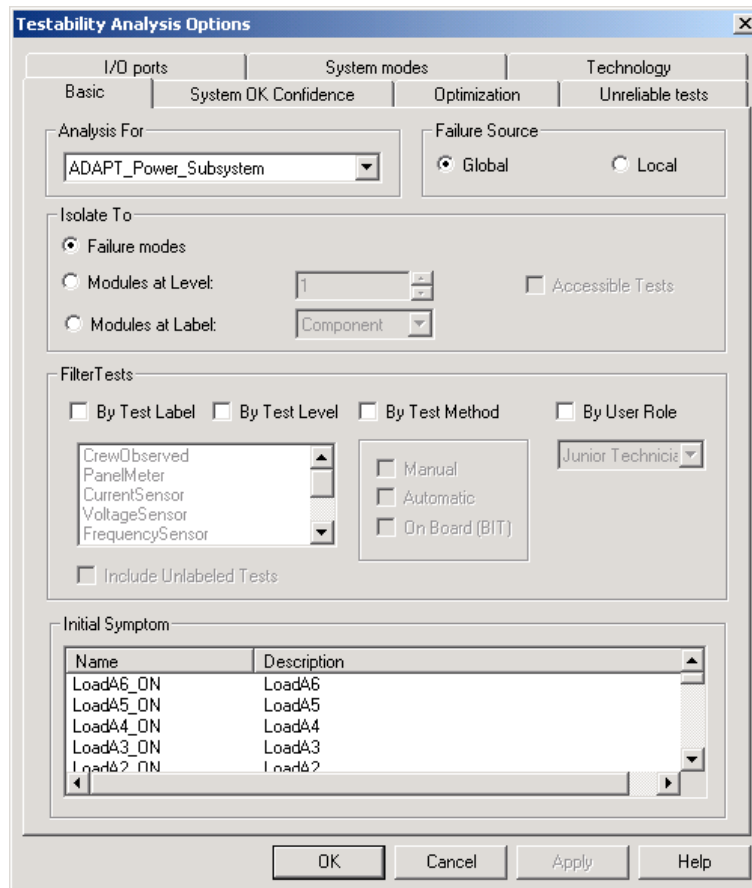 Testability Analysis Options
I/O ports System modes Technology
Basic System OK Confidence Optimization Unreliable tests
Analysis For
ADAPT_Power_Subsystem
Failure Source
Global Local
Isolate To
Failure modes
Modules at Level: 1 Accessible Tests
Modules at Label: Component
FilterTests
By Test Label By Test Level By Test Method By User Role
CrewObserved
PanelMeter
CurrentSensor
VoltageSensor
FrequencySensor
Include Unlabeled Tests
Manual
Automatic
On Board (BIT)
Junior Technicia
Initial Symptom
Name Description
LoadA6_ON LoadA6
LoadA5_ON LoadA5
LoadA4_ON LoadA4
LoadA3_ON LoadA3
LoadA2_ON LoadA2
OK Cancel Apply Help